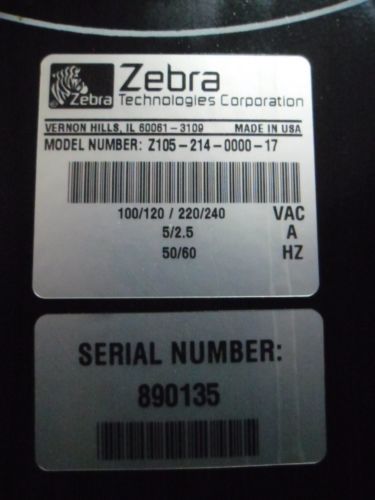 Zebra
Zebra
Technologies Corporation
VERNON HILLS, IL 60061-3109 MADE IN USA
MODEL NUMBER: Z105-214-0000-17
100/120 / 220/240 VAC
5/2.5 A
50/60 HZ
SERIAL NUMBER:
890135